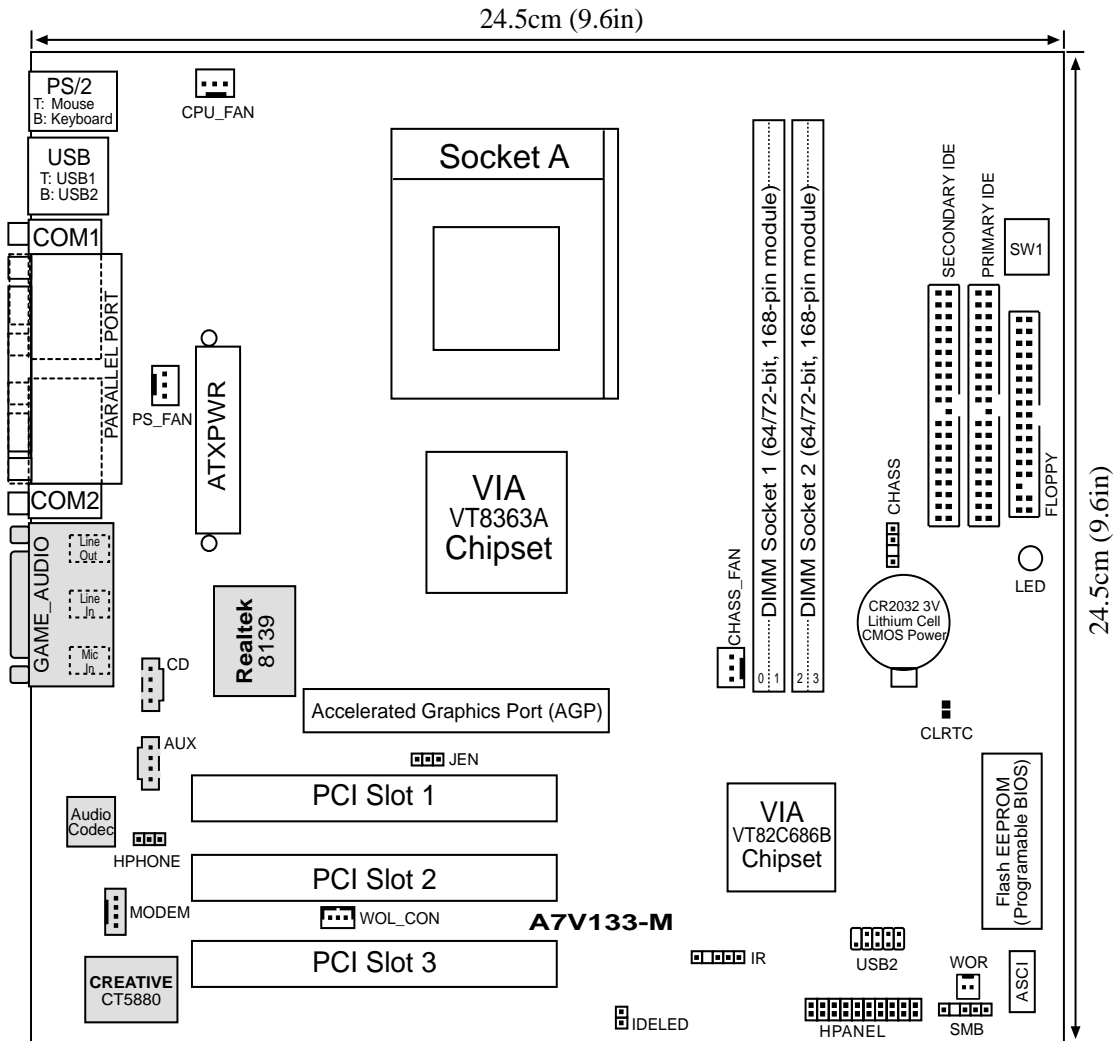 24.5cm (9.6in)
PS/2
T: Mouse
B: Keyboard
CPU_FAN
USB
T: USB1
B: USB2
COM1
PARALLEL PORT
PS_FAN
ATXPWR
COM2
Socket A
DIMM Socket 1 (64/72-bit, 168-pin module)
DIMM Socket 2 (64/72-bit, 168-pin module)
0 1
2 3
SECONDARY IDE
PRIMARY IDE
SW1
FLOPPY
CHASS
24.5cm (9.6in)
VIA
VT8363A
Chipset
LED
CR2032 3V
Lithium Cell
CMOS Power
CHASS_FAN
GAME_AUDIO
Line
Out
Line
In
Mic
In
CD
Realtek
8139
Accelerated Graphics Port (AGP)
CLRTC
AUX
JEN
PCI Slot 1
Audio
Codec
HPHONE
VIA
VT82C686B
Chipset
Flash EEPROM
(Programable BIOS)
PCI Slot 2
MODEM
WOL_CON
A7V133-M
PCI Slot 3
CREATIVE
CT5880
IR
USB2
WOR
ASCI
IDELED
HPANEL
SMB